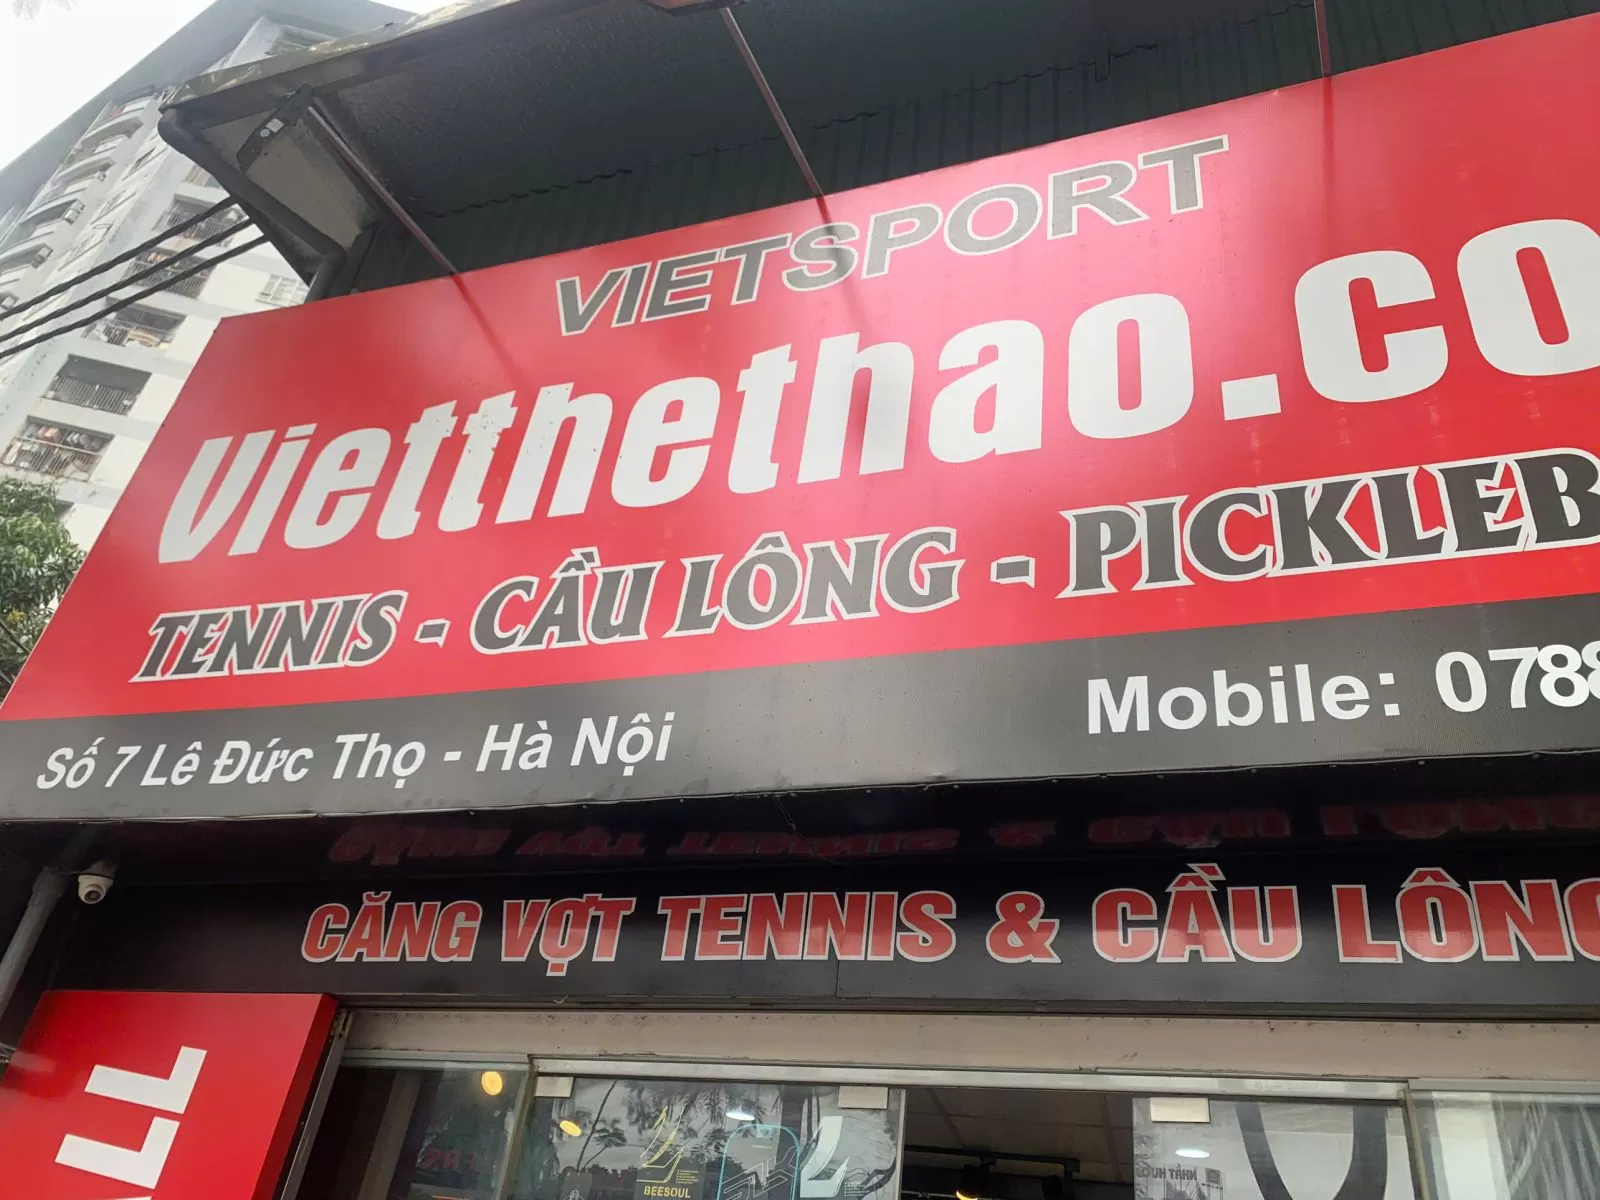 VIETSPORT
Vietthethao.co
TENNIS - CẦU LÔNG - PICKLEB
Số 7 Lê Đức Thọ - Hà Nội
Mobile: 0788
CĂNG VỢT TENNIS & CẦU LÔNG
BEESOUL